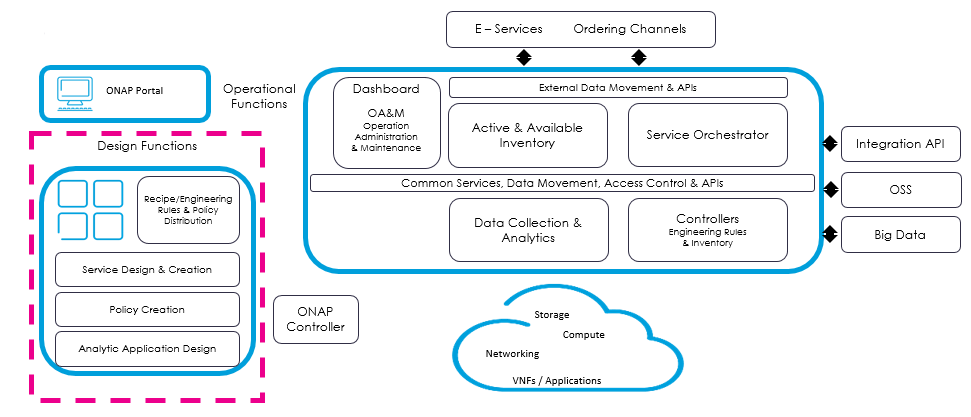 E – Services Ordering Channels
ONAP Portal
Operational
Functions
Dashboard
OA&M
Operation
Administration
& Maintenance
External Data Movement & APIs
Active & Available
Inventory
Service Orchestrator
Integration API
Design Functions
Common Services, Data Movement, Access Control & APIs
OSS
Recipe/Engineering
Rules & Policy
Distribution
Data Collection &
Analytics
Controllers
Engineering Rules
& Inventory
Big Data
Service Design & Creation
Policy Creation
Analytic Application Design
ONAP
Controller
Storage
Compute
Networking
VNFs / Applications